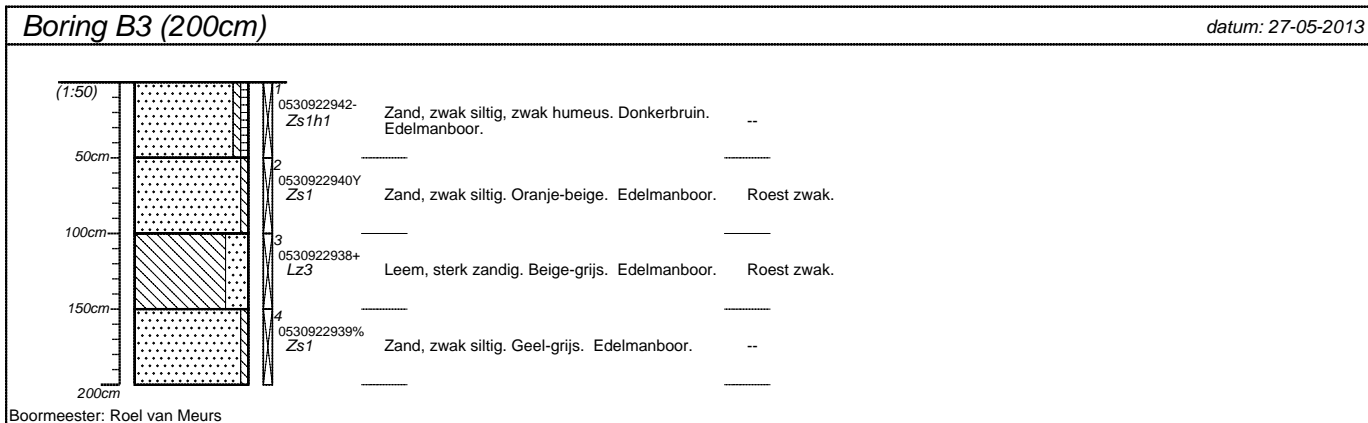 Boring B3 (200cm)
datum: 27-05-2013
(1:50)
1
0530922942-
Zs1h1
Zand, zwak siltig, zwak humeus. Donkerbruin.
Edelmanboor.
--
50cm
2
0530922940Y
Zs1
Zand, zwak siltig. Oranje-beige.  Edelmanboor.
Roest zwak.
100cm
3
0530922938+
Lz3
Leem, sterk zandig. Beige-grijs.  Edelmanboor.
Roest zwak.
150cm
4
0530922939%
Zs1
Zand, zwak siltig. Geel-grijs.  Edelmanboor.
--
200cm
Boormeester: Roel van Meurs